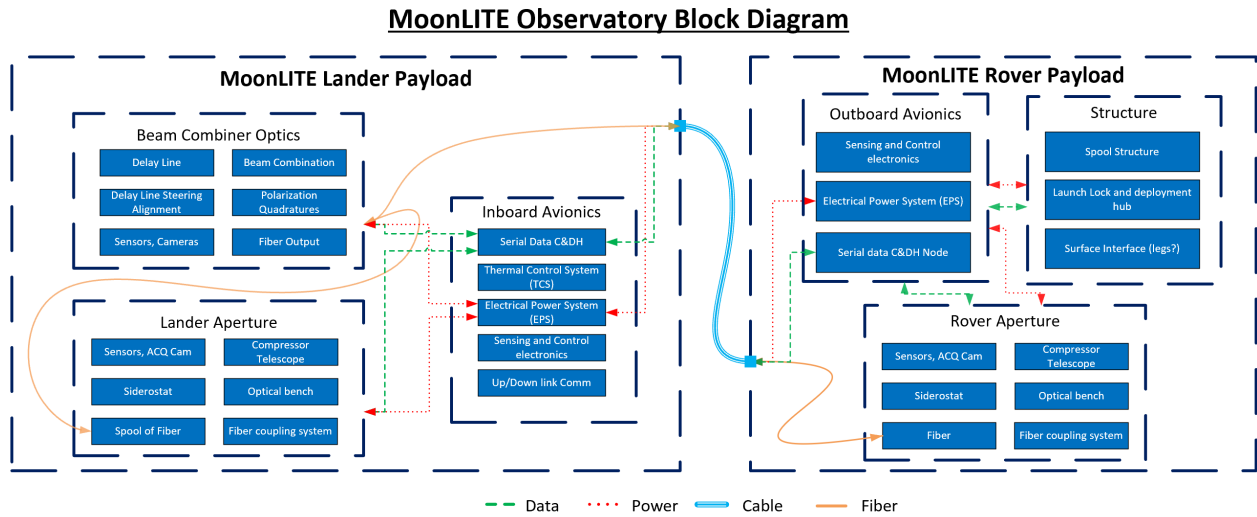 MoonLITE Observatory Block Diagram
MoonLITE Lander Payload
Beam Combiner Optics
Delay Line
Beam Combination
Delay Line Steering
Alignment
Polarization
Quadratures
Sensors, Cameras
Fiber Output
Lander Aperture
Sensors, ACQ Cam
Compressor
Telescope
Siderostat
Optical bench
Spool of Fiber
Fiber coupling system
Inboard Avionics
Serial Data C&DH
Thermal Control System
(TCS)
Electrical Power System
(EPS)
Sensing and Control
electronics
Up/Down link Comm
MoonLITE Rover Payload
Outboard Avionics
Sensing and Control
electronics
Electrical Power System (EPS)
Serial data C&DH Node
Structure
Spool Structure
Launch Lock and deployment
hub
Surface Interface (legs?)
Rover Aperture
Sensors, ACQ Cam
Compressor
Telescope
Siderostat
Optical bench
Fiber
Fiber coupling system
Data
Power
Cable
Fiber